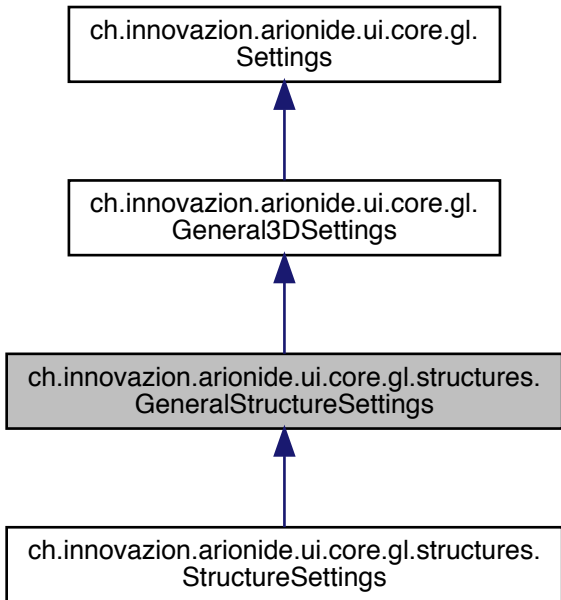 ch.innovazion.arionide.ui.core.gl.
Settings
ch.innovazion.arionide.ui.core.gl.
General3DSettings
ch.innovazion.arionide.ui.core.gl.structures.
GeneralStructureSettings
ch.innovazion.arionide.ui.core.gl.structures.
StructureSettings